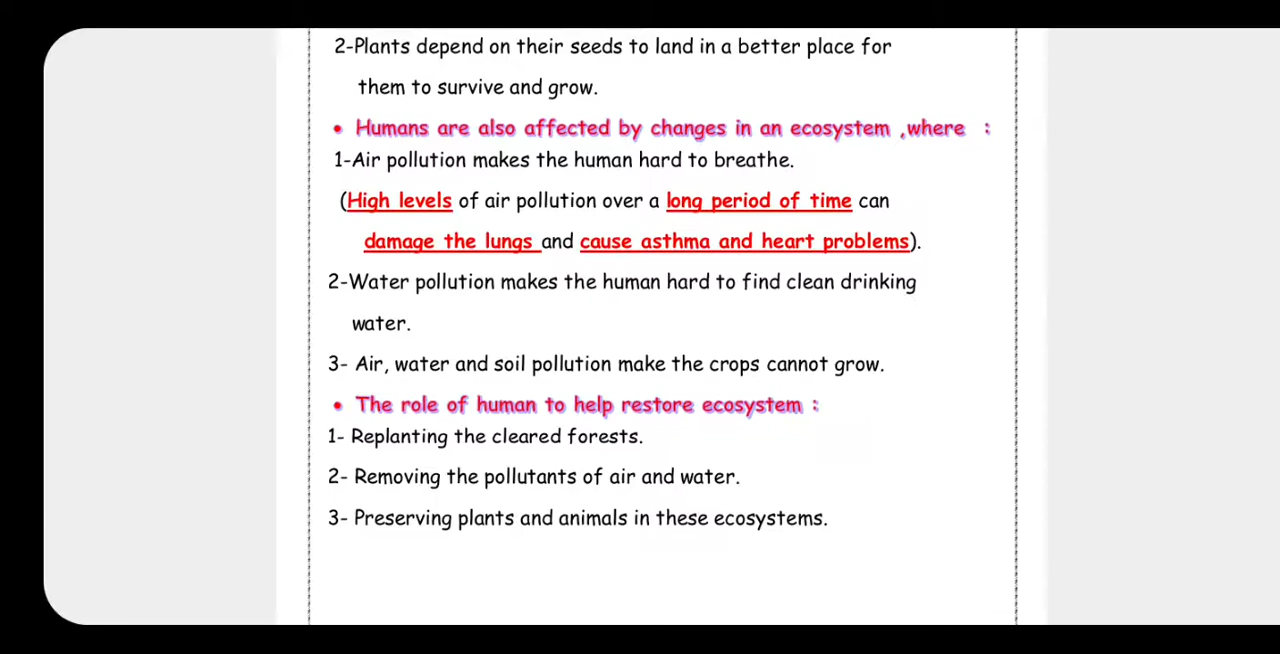 2-Plants depend on their seeds to land in a better place for
them to survive and grow.
• Humans are also affected by changes in an ecosystem ,where :
1-Air pollution makes the human hard to breathe.
(High levels of air pollution over a long period of time can
damage the lungs and cause asthma and heart problems).
2-Water pollution makes the human hard to find clean drinking
water.
3- Air, water and soil pollution make the crops cannot grow.
• The role of human to help restore ecosystem :
1- Replanting the cleared forests.
2- Removing the pollutants of air and water.
3- Preserving plants and animals in these ecosystems.